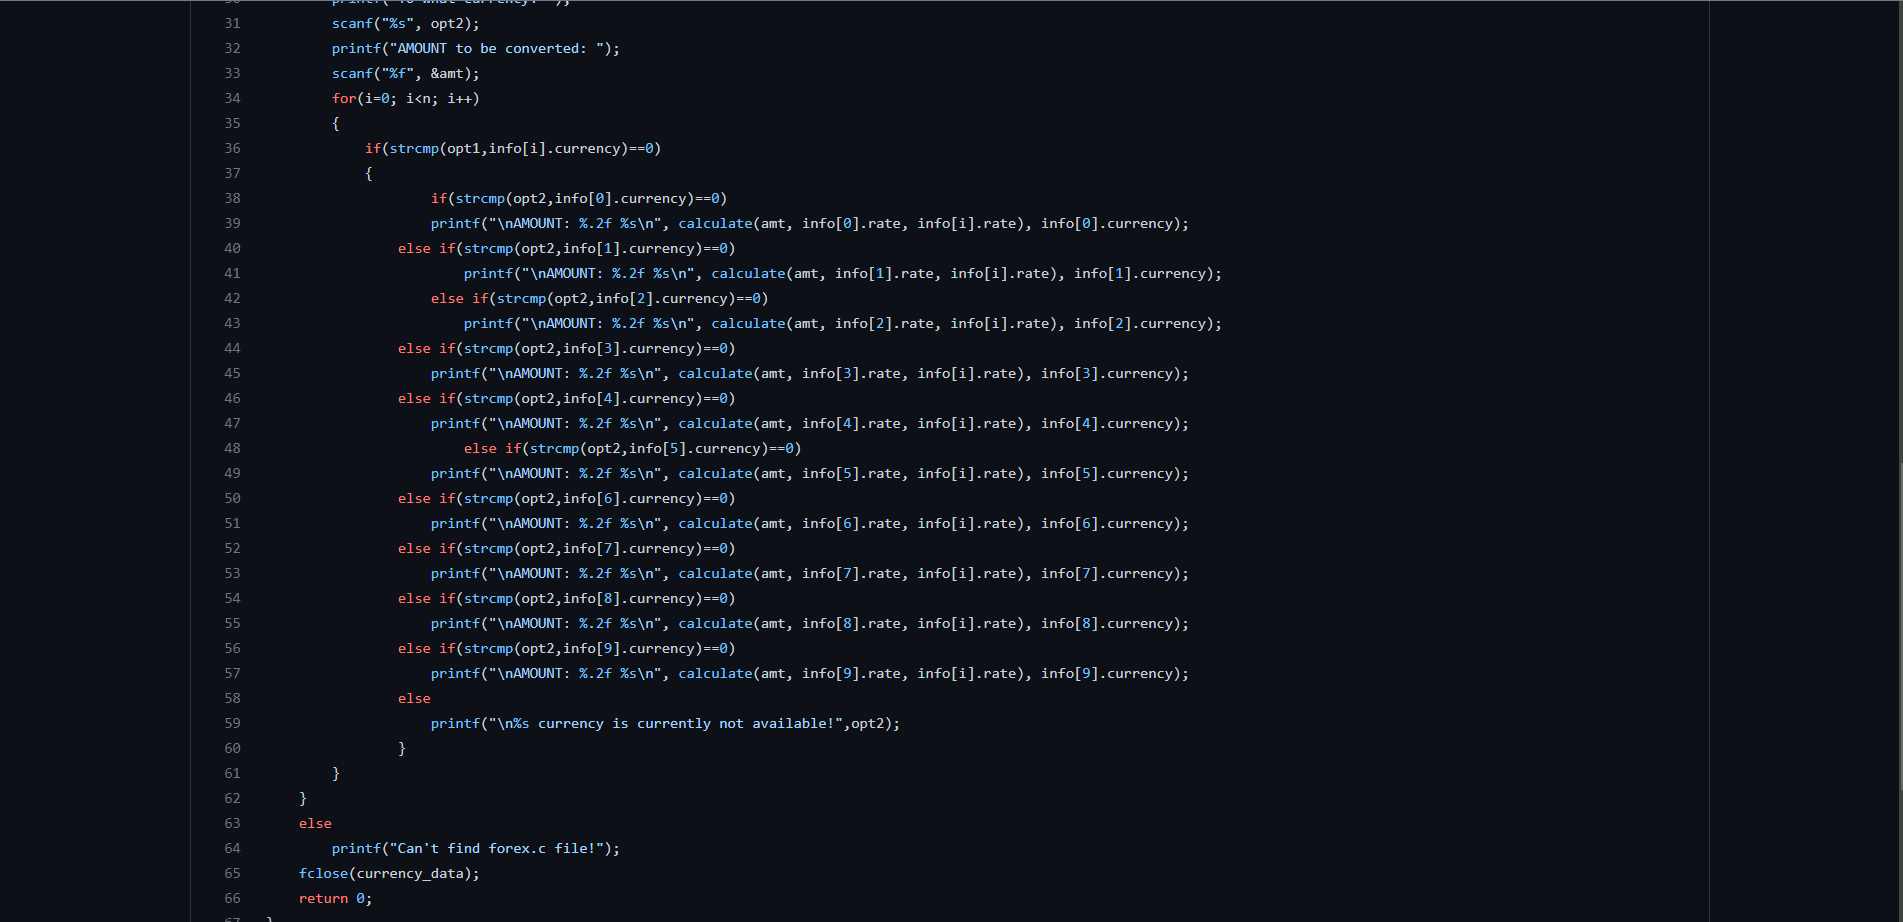 31 scanf("%s", opt2);
32 printf("AMOUNT to be converted: ");
33 scanf("%f", &amt);
34 for(i=0; i<n; i++)
35 {
36 if(strcmp(opt1,info[i].currency)==0)
37 {
38 if(strcmp(opt2,info[0].currency)==0)
39 printf("\nAMOUNT: %.2f %s\n", calculate(amt, info[0].rate, info[i].rate), info[0].currency);
40 else if(strcmp(opt2,info[1].currency)==0)
41 printf("\nAMOUNT: %.2f %s\n", calculate(amt, info[1].rate, info[i].rate), info[1].currency);
42 else if(strcmp(opt2,info[2].currency)==0)
43 printf("\nAMOUNT: %.2f %s\n", calculate(amt, info[2].rate, info[i].rate), info[2].currency);
44 else if(strcmp(opt2,info[3].currency)==0)
45 printf("\nAMOUNT: %.2f %s\n", calculate(amt, info[3].rate, info[i].rate), info[3].currency);
46 else if(strcmp(opt2,info[4].currency)==0)
47 printf("\nAMOUNT: %.2f %s\n", calculate(amt, info[4].rate, info[i].rate), info[4].currency);
48 else if(strcmp(opt2,info[5].currency)==0)
49 printf("\nAMOUNT: %.2f %s\n", calculate(amt, info[5].rate, info[i].rate), info[5].currency);
50 else if(strcmp(opt2,info[6].currency)==0)
51 printf("\nAMOUNT: %.2f %s\n", calculate(amt, info[6].rate, info[i].rate), info[6].currency);
52 else if(strcmp(opt2,info[7].currency)==0)
53 printf("\nAMOUNT: %.2f %s\n", calculate(amt, info[7].rate, info[i].rate), info[7].currency);
54 else if(strcmp(opt2,info[8].currency)==0)
55 printf("\nAMOUNT: %.2f %s\n", calculate(amt, info[8].rate, info[i].rate), info[8].currency);
56 else if(strcmp(opt2,info[9].currency)==0)
57 printf("\nAMOUNT: %.2f %s\n", calculate(amt, info[9].rate, info[i].rate), info[9].currency);
58 else
59 printf("\n%s currency is currently not available!",opt2);
60 }
61 }
62 }
63 else
64 printf("Can't find forex.c file!");
65 fclose(currency_data);
66 return 0;